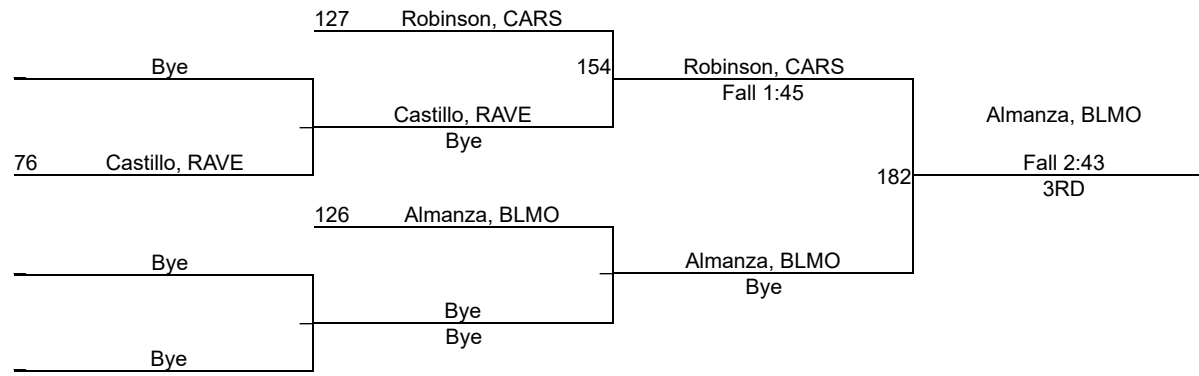 127 Robinson, CARS
Bye
154 Robinson, CARS
Fall 1:45
Castillo, RAVE
Bye
Almanza, BLMO
76 Castillo, RAVE
Fall 2:43
182
3RD
126 Almanza, BLMO
Bye
Almanza, BLMO
Bye
Bye
Bye
Bye